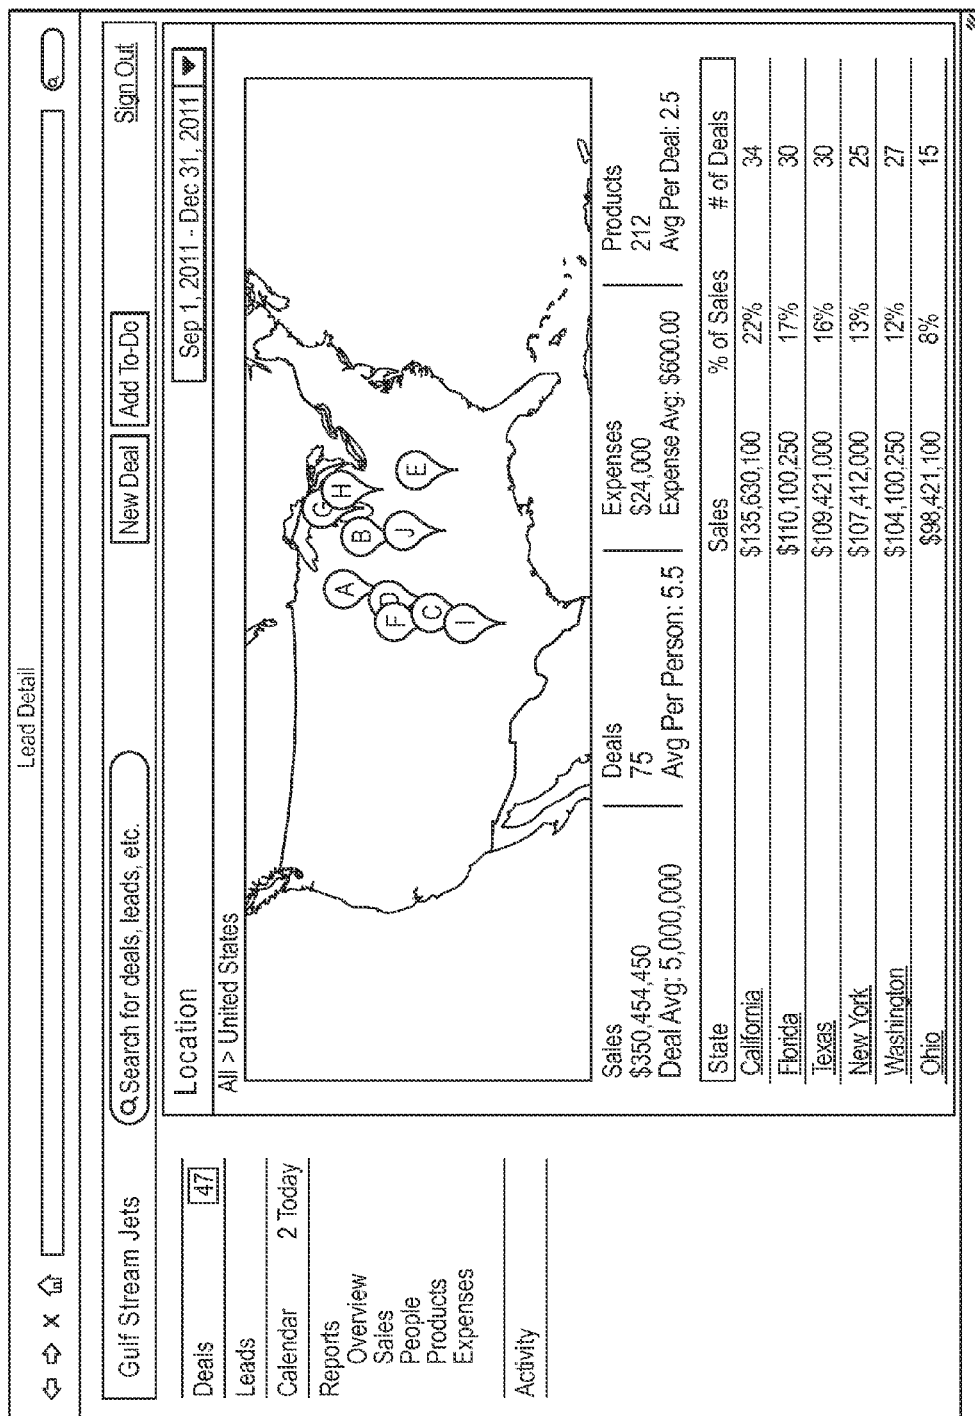 Lead Detail
Gulf Stream Jets
Search for deals, leads, etc.
New Deal
Add To-Do
Sign Out
Deals 47
Leads
Calendar 2 Today
Reports
Overview
Sales
People
Products
Expenses
Activity
Location
Sep 1, 2011 - Dec 31, 2011
All > United States
A
B
C
D
E
F
G
H
I
J
Sales
$350,454,450
Deal Avg: 5,000,000
Deals
75
Avg Per Person: 5.5
Expenses
$24,000
Expense Avg: $600.00
Products
212
Avg Per Deal: 2.5
State Sales % of Sales # of Deals
California $135,630,100 22% 34
Florida $110,100,250 17% 30
Texas $109,421,000 16% 30
New York $107,412,000 13% 25
Washington $104,100,250 12% 27
Ohio $98,421,100 8% 15